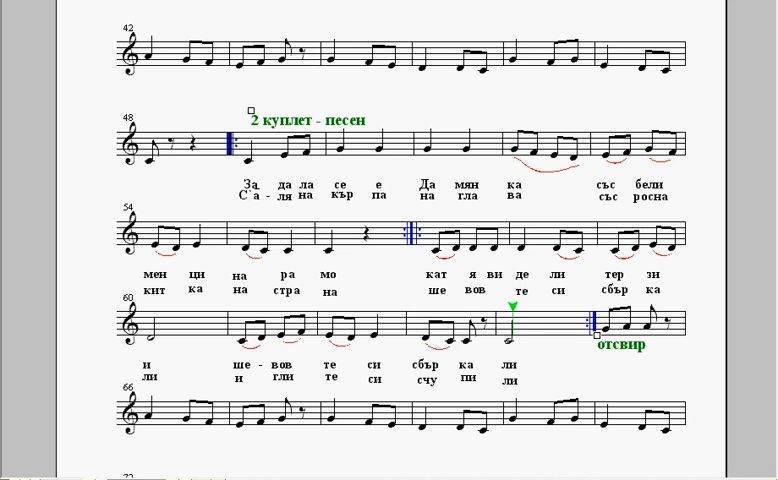 42
48
2 куплет - песен
За да ла се е Да мян ка със бели
С`а - ля на кър па на гла ва със росна
54
мен ци на ра мо кат я ви де ли тер зи
кит ка на стра на ше вов те си сбър ка
60
отсвир
и ше - вов те си сбър ка ли
ли и гли те си счу пи ли
66